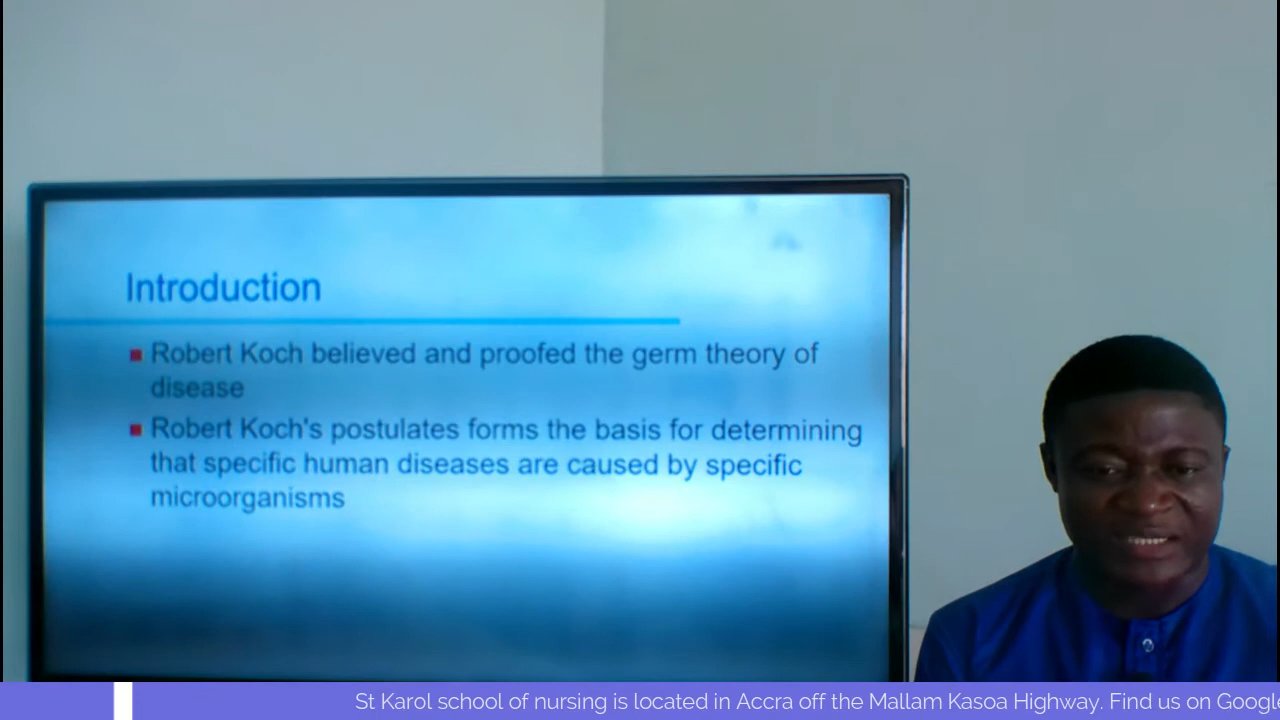 Introduction
Robert Koch believed and proofed the germ theory of
disease
Robert Koch's postulates forms the basis for determining
that specific human diseases are caused by specific
microorganisms
St Karol school of nursing is located in Accra off the Mallam Kasoa Highway. Find us on Google